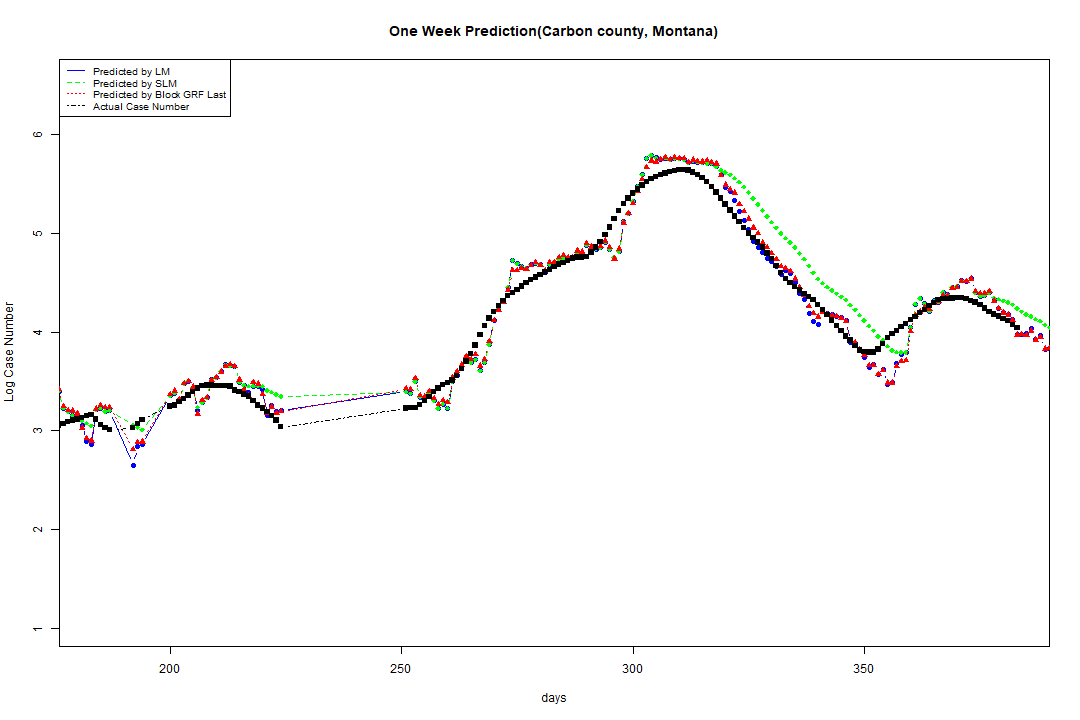 One Week Prediction(Carbon county, Montana)
Predicted by LM
Predicted by SLM
Predicted by Block GRF Last
Actual Case Number
6
5
4
3
2
1
Log Case Number
200
250
300
350
days